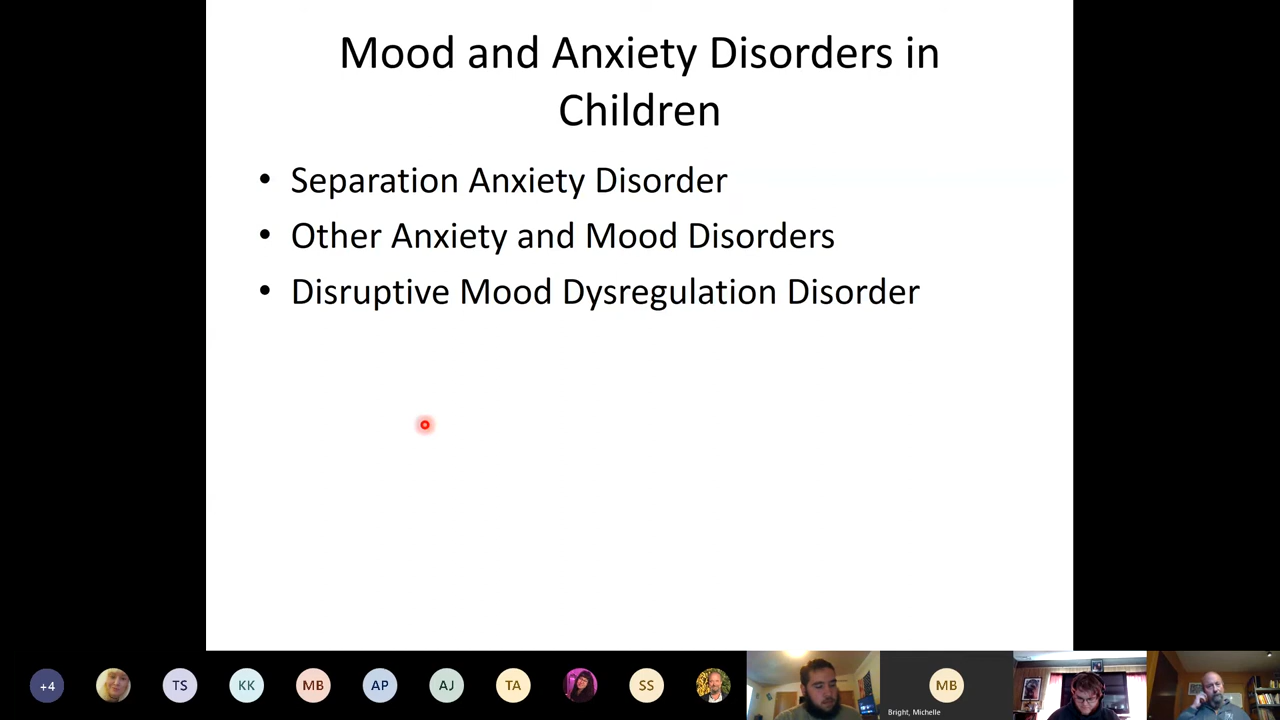 Mood and Anxiety Disorders in
Children
• Separation Anxiety Disorder
• Other Anxiety and Mood Disorders
• Disruptive Mood Dysregulation Disorder
+4
TS
KK
MB
AP
AJ
TA
SS
MB
Bright, Michelle